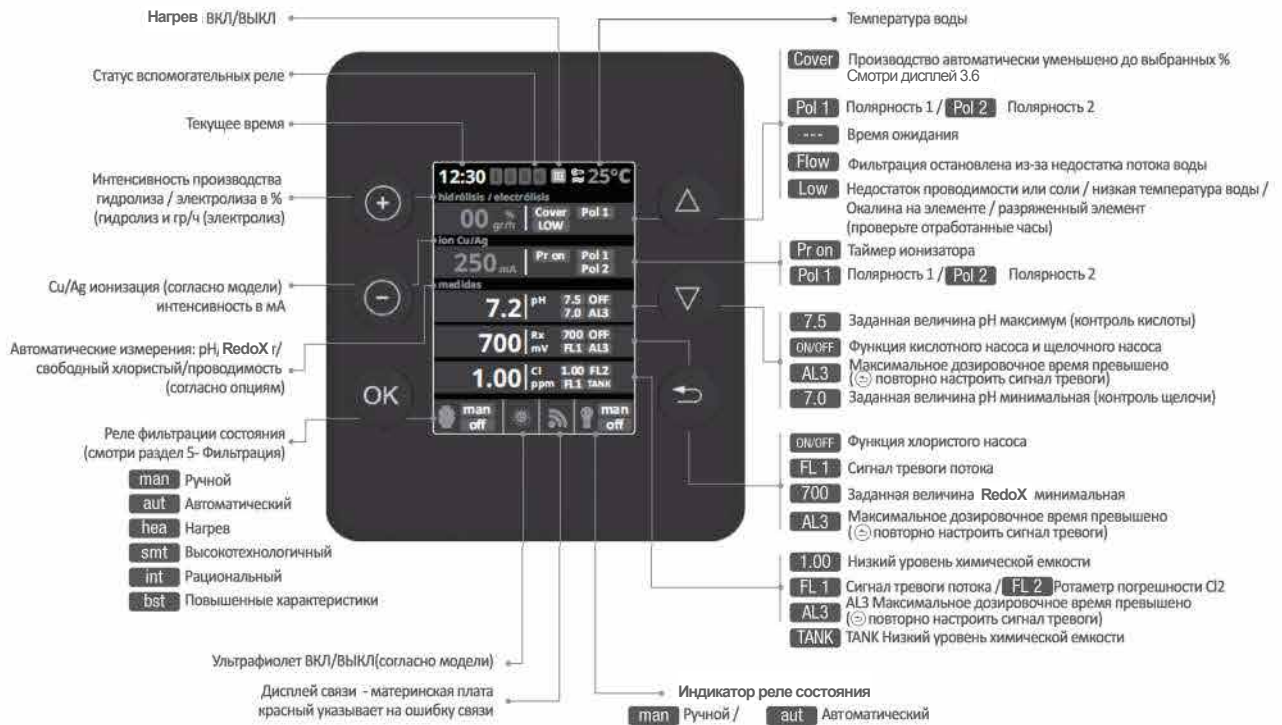 Нагрев ВКЛ/ВЫКЛ
Статус вспомогательных реле
Текущее время
Интенсивность производства
гидролиза / электролиза в %
(гидролиз и гр/ч (электролиз)
Cu/Ag ионизация (согласно модели)
интенсивность в мА
Автоматические измерения: pH, RedoX r/
свободный хлористый/проводимость
(согласно опциям)
Реле фильтрации состояния
(смотри раздел 5- Фильтрация)
man Ручной
aut Автоматический
hea Нагрев
smt Высокотехнологичный
int Рациональный
bst Повышенные характеристики
Ультрафиолет ВКЛ/ВЫКЛ(согласно модели)
Дисплей связи - материнская плата
красный указывает на ошибку связи
12:30 25°C
hidrólisis / electrólisis
00 % gr/h Cover Pol 1
LOW
ion Cu/Ag
250 mA Pr on Pol 1
Pol 2
medidas
7.2 pH 7.5 OFF
7.0 AL3
700 Rx 700 OFF
mV FL1 AL3
1.00 Cl 1.00 FL2
ppm FL1 TANK
man man
off off
OK
Температура воды
Cover Производство автоматически уменьшено до выбранных %
Смотри дисплей 3.6
Pol 1 Полярность 1 / Pol 2 Полярность 2
--- Время ожидания
Flow Фильтрация остановлена из-за недостатка потока воды
Low Недостаток проводимости или соли / низкая температура воды /
Окалина на элементе / разряженный элемент
(проверьте отработанные часы)
Pr on Таймер ионизатора
Pol 1 Полярность 1 / Pol 2 Полярность 2
7.5 Заданная величина pH максимум (контроль кислоты)
ON/OFF Функция кислотного насоса и щелочного насоса
AL3 Максимальное дозировочное время превышено
( повторно настроить сигнал тревоги)
7.0 Заданная величина pH минимальная (контроль щелочи)
ON/OFF Функция хлористого насоса
FL 1 Сигнал тревоги потока
700 Заданная величина RedoX минимальная
AL3 Максимальное дозировочное время превышено
( повторно настроить сигнал тревоги)
1.00 Низкий уровень химической емкости
FL 1 Сигнал тревоги потока / FL 2 Ротаметр погрешности Cl2
AL3 AL3 Максимальное дозировочное время превышено
( повторно настроить сигнал тревоги)
TANK TANK Низкий уровень химической емкости
Индикатор реле состояния
man Ручной / aut Автоматический